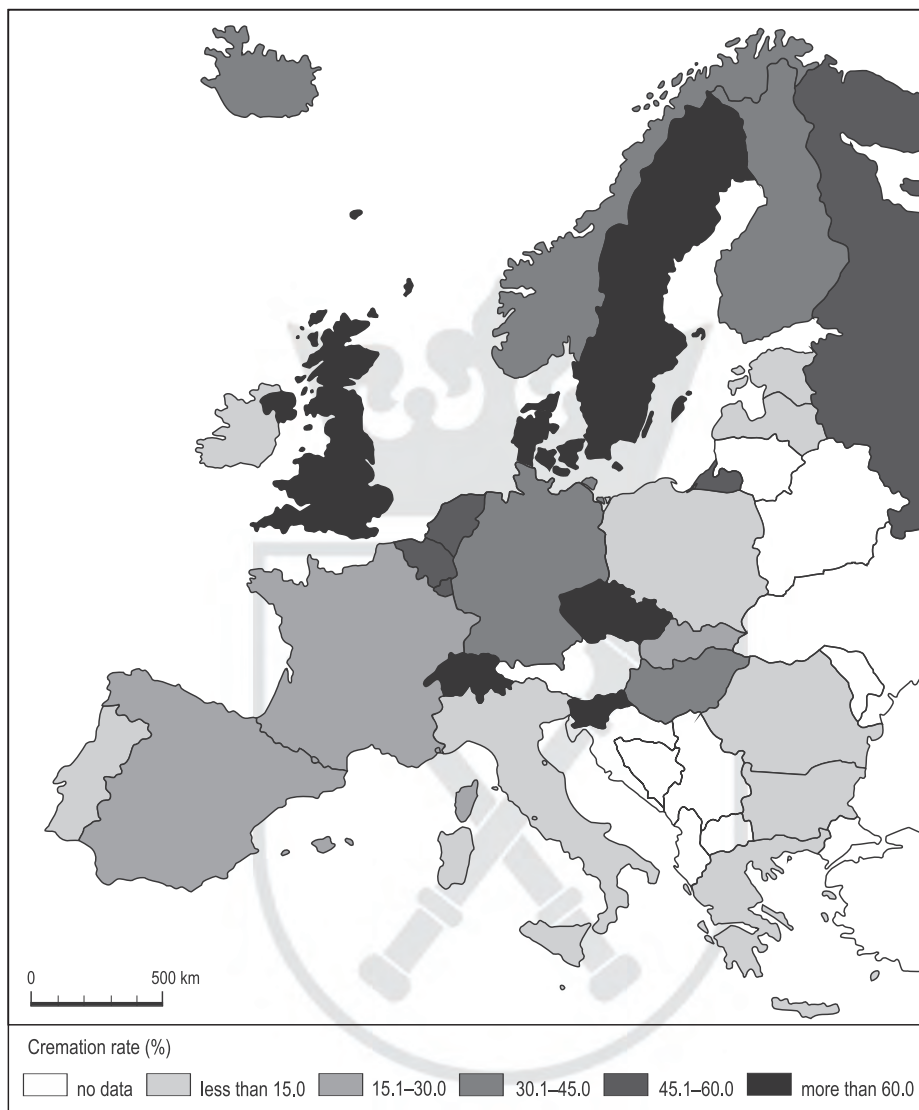 0 500 km
Cremation rate (%)
no data less than 15.0 15.1–30.0 30.1–45.0 45.1–60.0 more than 60.0